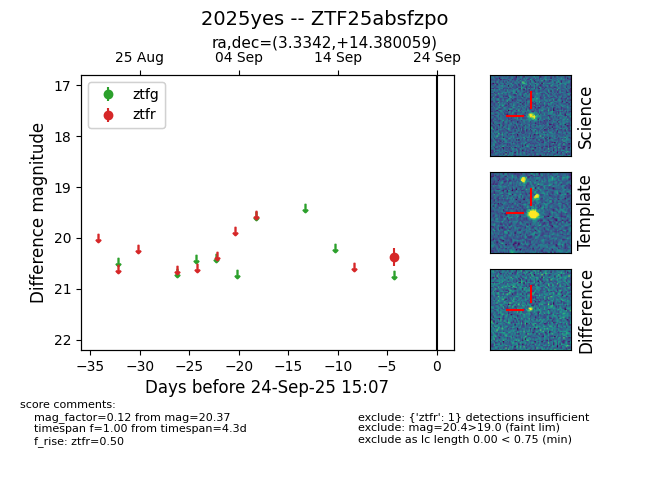 2025yes -- ZTF25absfzpo
ra,dec=(3.3342,+14.380059)
25 Aug 04 Sep 14 Sep 24 Sep
ztfg
ztfr
17
18
19
20
21
22
Difference magnitude
−35 −30 −25 −20 −15 −10 −5 0
Days before 24-Sep-25 15:07
Science
Template
Difference
score comments:
mag_factor=0.12 from mag=20.37
timespan f=1.00 from timespan=4.3d
f_rise: ztfr=0.50
exclude: {'ztfr': 1} detections insufficient
exclude: mag=20.4>19.0 (faint lim)
exclude as lc length 0.00 < 0.75 (min)